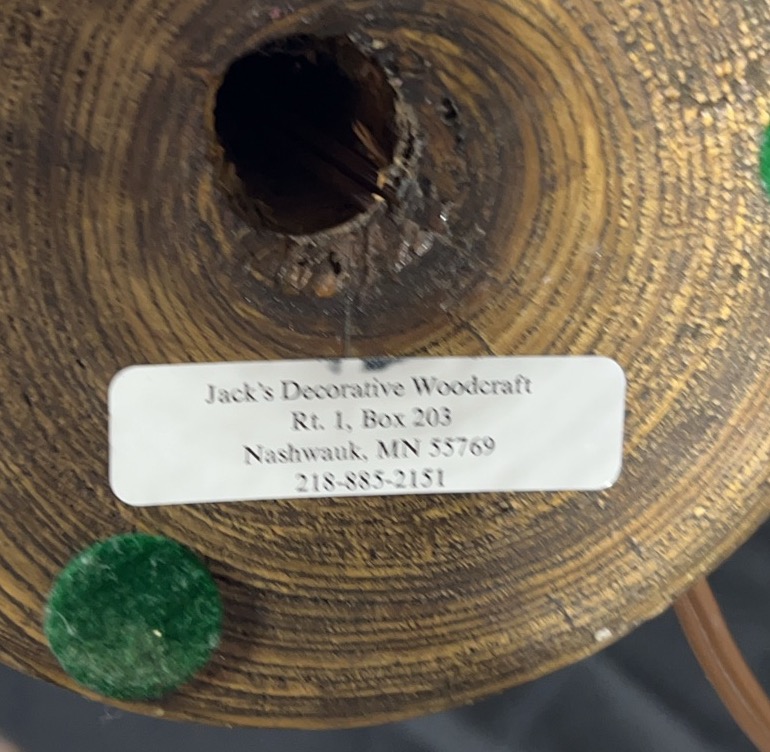 Jack's Decorative Woodcraft
Rt. 1, Box 203
Nashwauk, MN 55769
218-885-2151